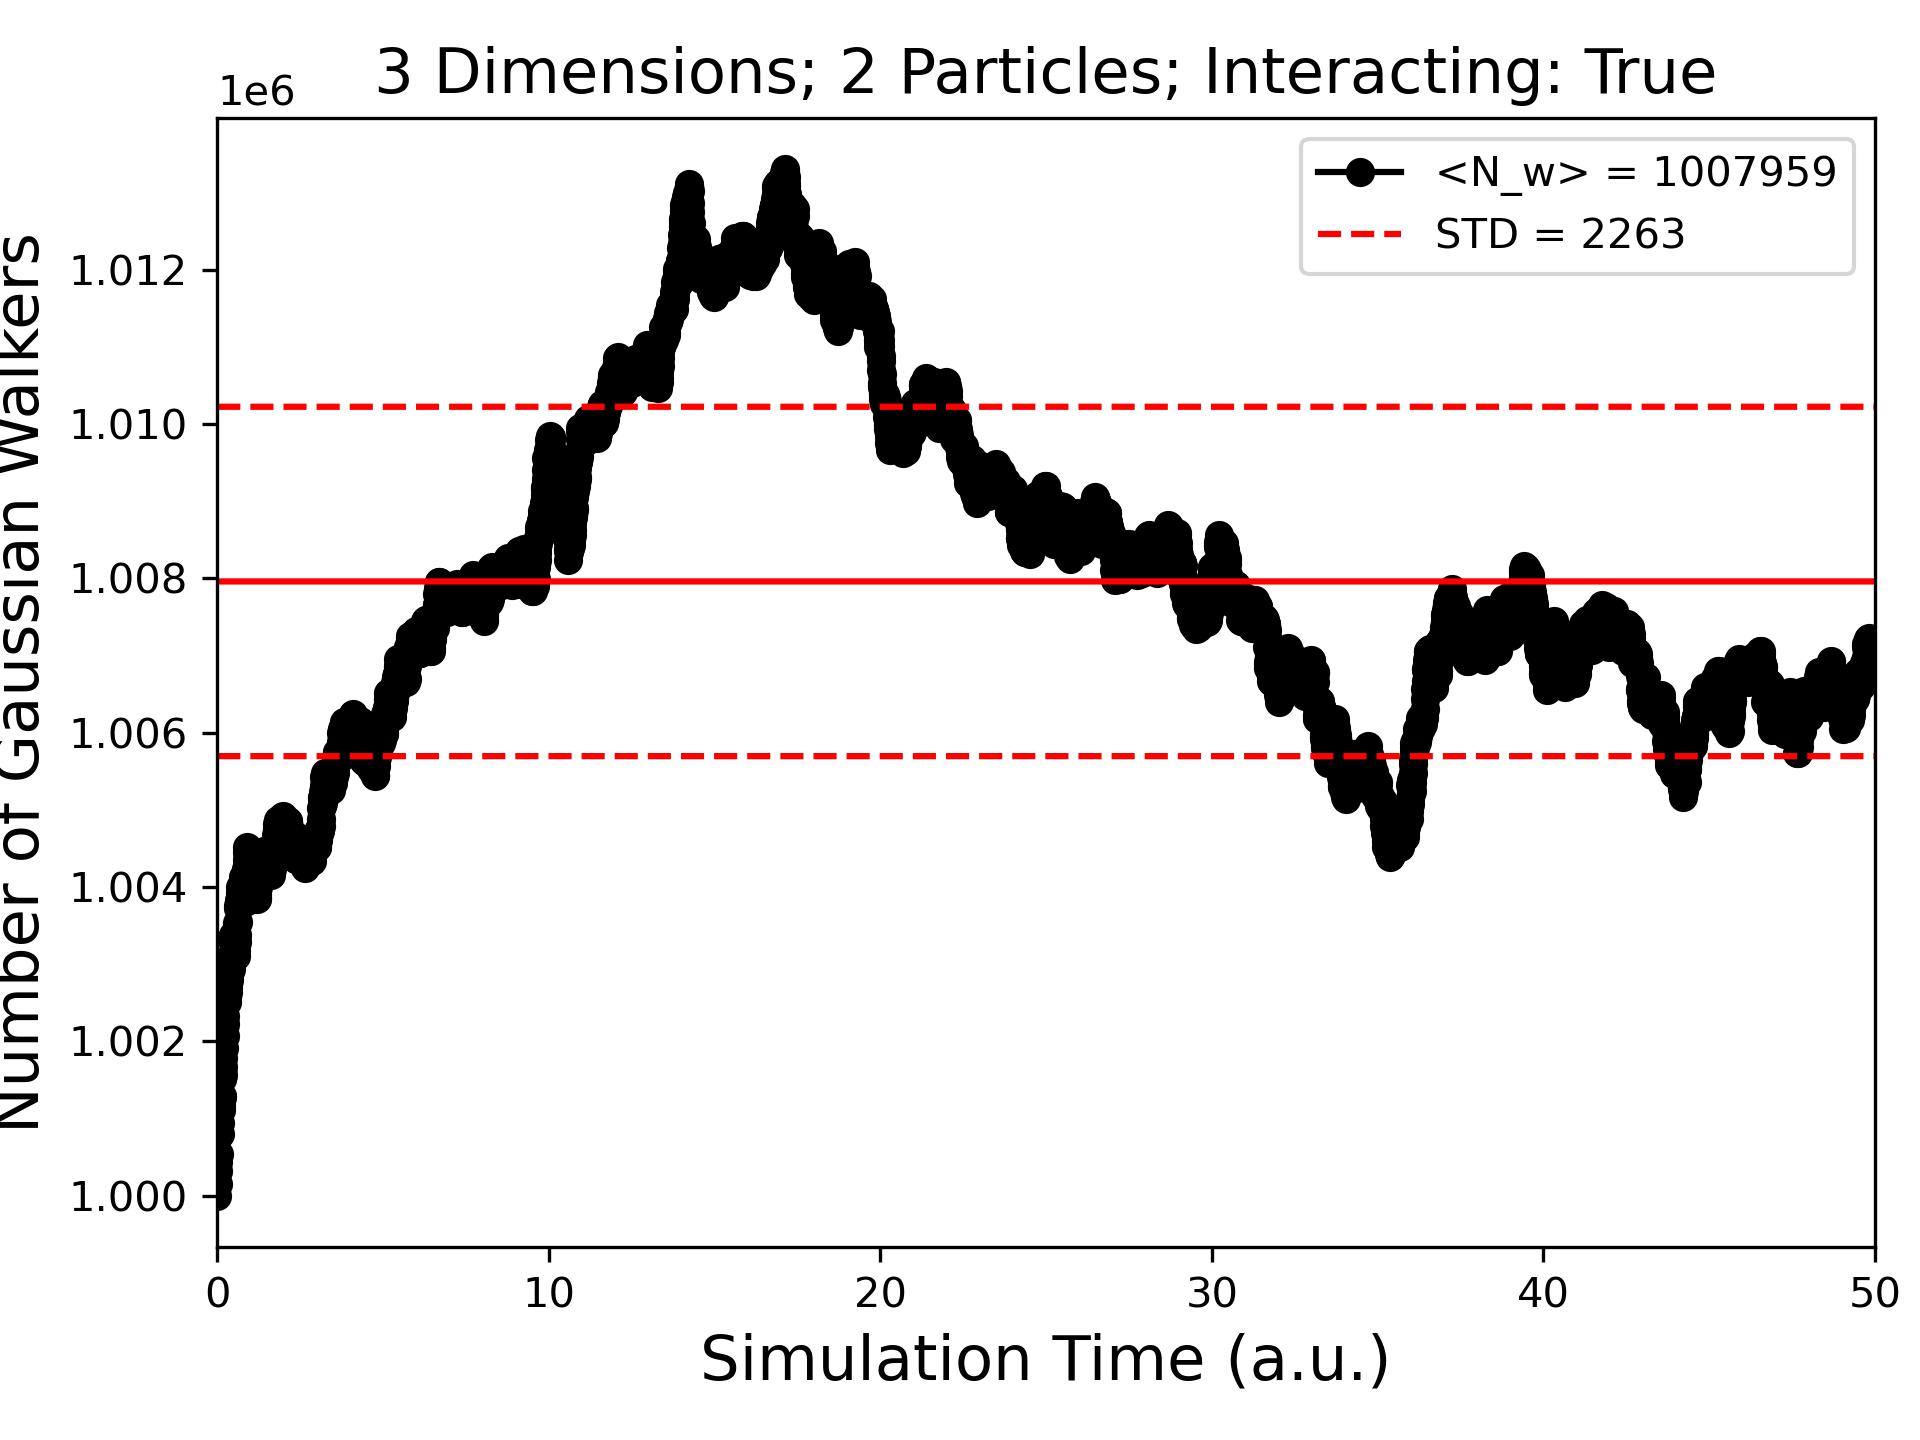 3 Dimensions; 2 Particles; Interacting: True
1e6
<N_w> = 1007959
STD = 2263
Number of Gaussian Walkers
1.012
1.010
1.008
1.006
1.004
1.002
1.000
0 10 20 30 40 50
Simulation Time (a.u.)